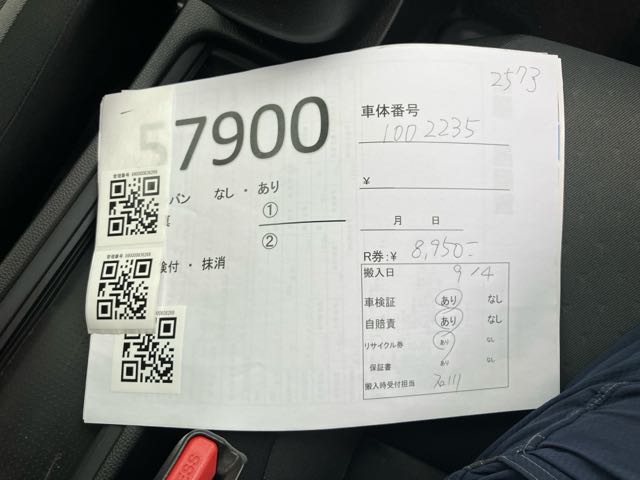 2573
57900
車体番号
1002235
¥
月 日
R券:¥ 8,950-
バン なし・あり
①
②
検付・抹消
搬入日 9/4
車検証 あり なし
自賠責 あり なし
リサイクル券 あり なし
保証書 あり なし
搬入時受付担当
PRESS